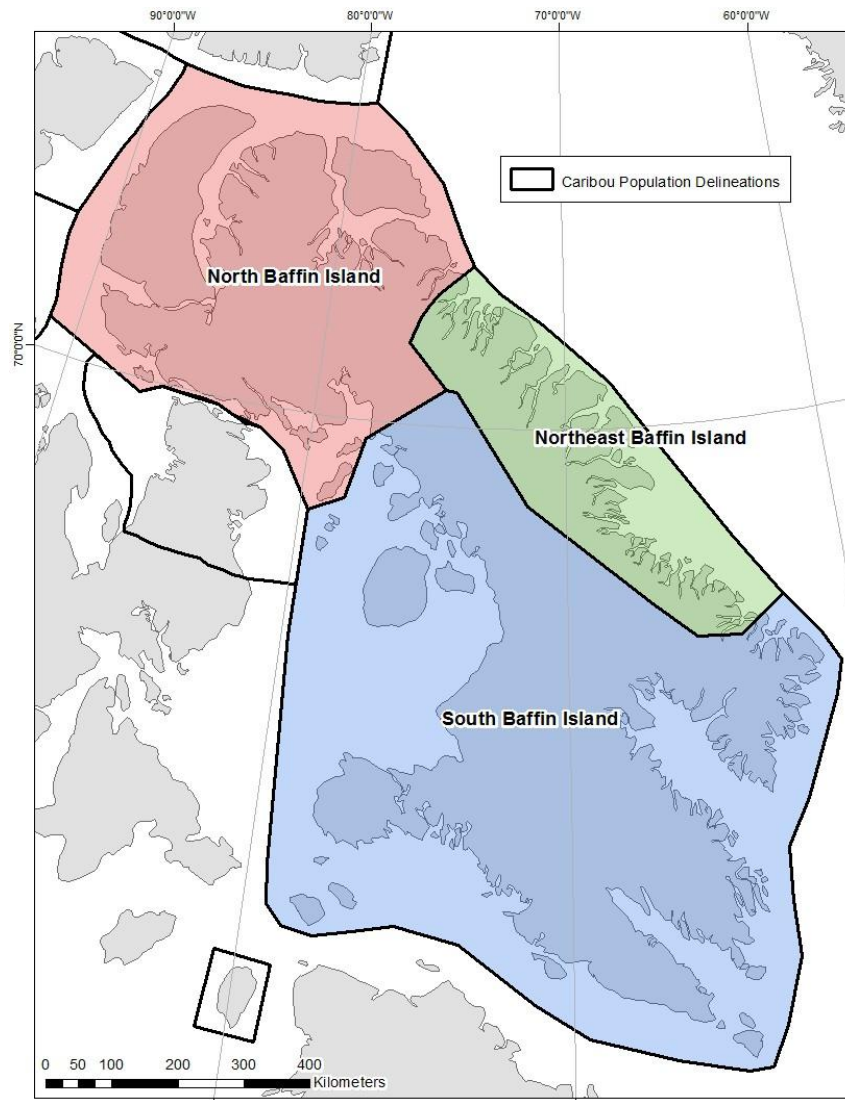 90°0'0"W
80°0'0"W
70°0'0"W
60°0'0"W
Caribou Population Delineations
North Baffin Island
70°0'0"N
Northeast Baffin Island
South Baffin Island
0 50 100 200 300 400
Kilometers